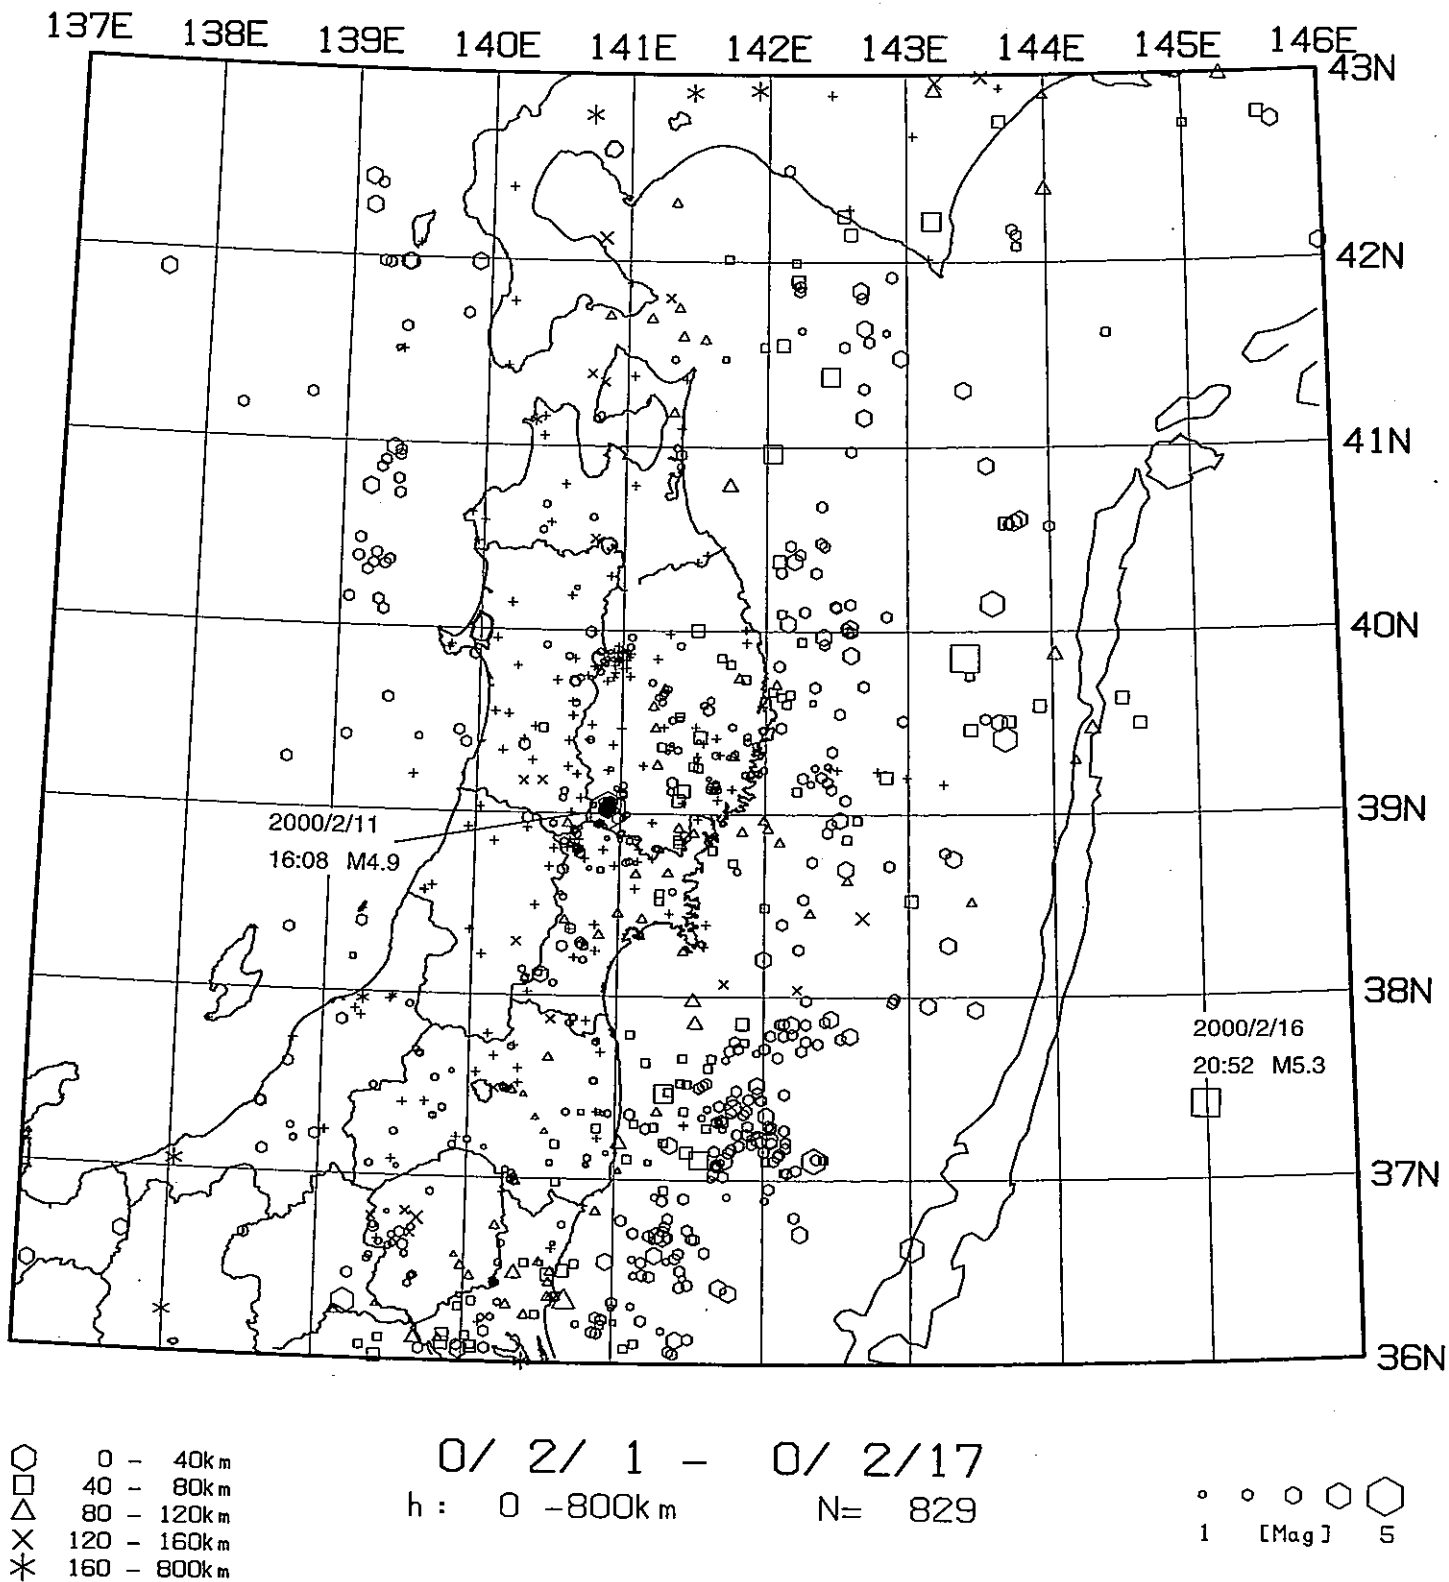 137E 138E 139E 140E 141E 142E 143E 144E 145E 146E
43N
42N
41N
40N
39N
2000/2/11
16:08 M4.9
38N
2000/2/16
20:52 M5.3
37N
36N
0 - 40km
40 - 80km
80 - 120km
120 - 160km
160 - 800km
0/ 2/ 1 - 0/ 2/17
h: 0 -800km N= 829
1 [Mag] 5